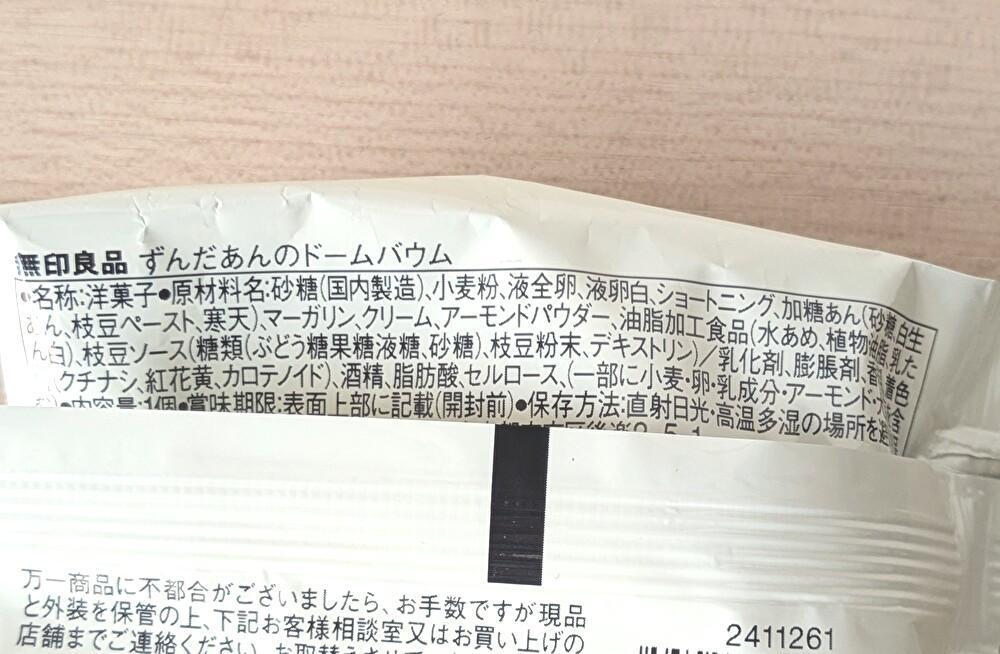 無印良品 ずんだあんのドームバウム
●名称:洋菓子●原材料名:砂糖(国内製造)、小麦粉、液全卵、液卵白、ショートニング、加糖あん(砂糖、白生
あん、枝豆ペースト、寒天)、マーガリン、クリーム、アーモンドパウダー、油脂加工食品(水あめ、植物油脂、乳た
ん白)、枝豆ソース(糖類(ぶどう糖果糖液糖、砂糖)、枝豆粉末、デキストリン)/乳化剤、膨脹剤、香料、着色
、クチナシ、紅花黄、カロテノイド)、酒精、脂肪酸、セルロース、(一部に小麦・卵・乳成分・アーモンド・大
む)●内容量:1個●賞味期限:表面上部に記載(開封前)●保存方法:直射日光・高温多湿の場所を
万一商品に不都合がございましたら、お手数ですが現品
と外装を保管の上、下記お客様相談室又はお買い上げの
店舗までご連絡ください。お取替え
2411261